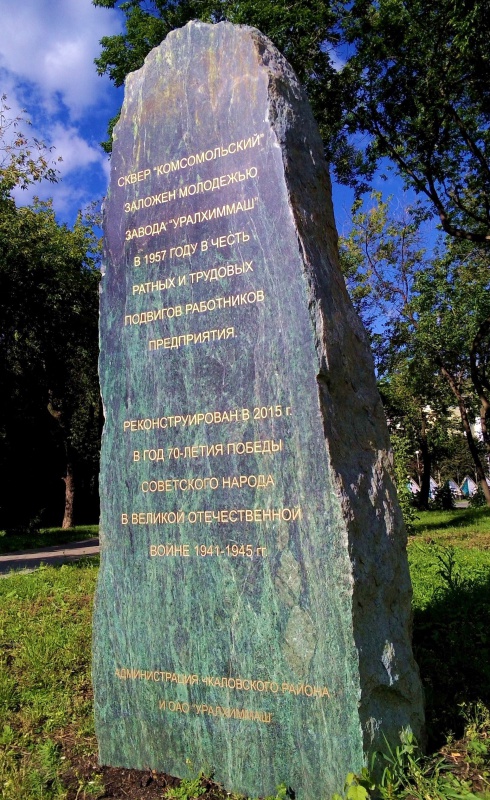 СКВЕР "КОМСОМОЛЬСКИЙ"
ЗАЛОЖЕН МОЛОДЕЖЬЮ
ЗАВОДА "УРАЛХИММАШ"
В 1957 ГОДУ В ЧЕСТЬ
РАТНЫХ И ТРУДОВЫХ
ПОДВИГОВ РАБОТНИКОВ
ПРЕДПРИЯТИЯ.
РЕКОНСТРУИРОВАН В 2015 г.
В ГОД 70-ЛЕТИЯ ПОБЕДЫ
СОВЕТСКОГО НАРОДА
В ВЕЛИКОЙ ОТЕЧЕСТВЕННОЙ
ВОЙНЕ 1941-1945 гг.
АДМИНИСТРАЦИЯ ЧКАЛОВСКОГО РАЙОНА
И ОАО "УРАЛХИММАШ"